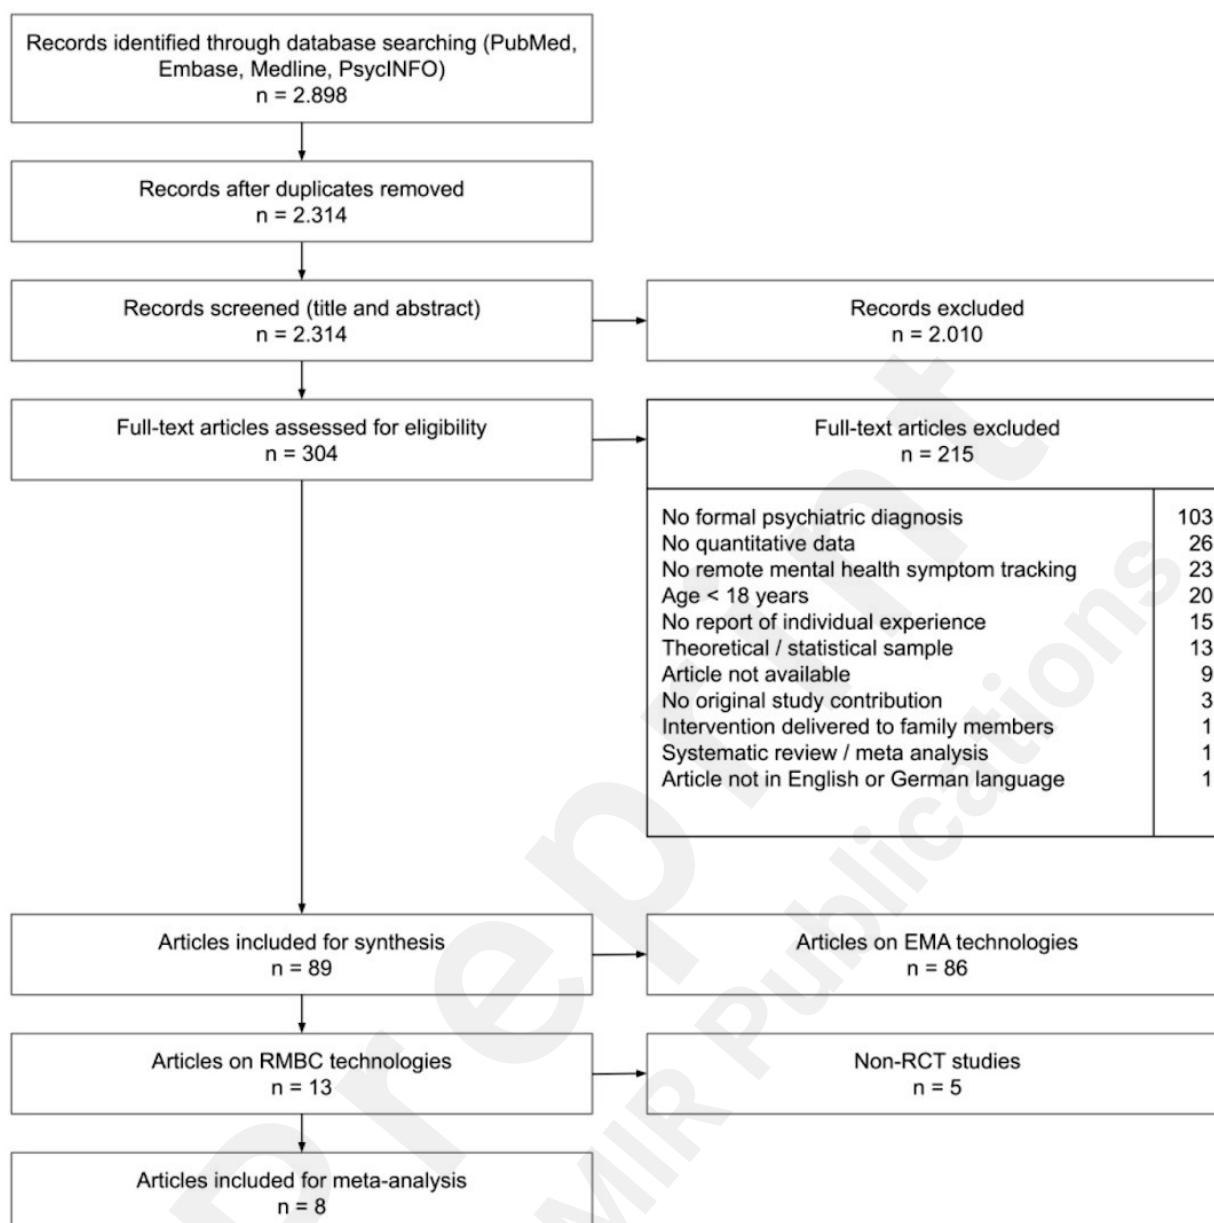 Records identified through database searching (PubMed,
Embase, Medline, PsycINFO)
n = 2.898
Records after duplicates removed
n = 2.314
Records screened (title and abstract)
n = 2.314
Records excluded
n = 2.010
Full-text articles assessed for eligibility
n = 304
Full-text articles excluded
n = 215
No formal psychiatric diagnosis 103
No quantitative data 26
No remote mental health symptom tracking 23
Age < 18 years 20
No report of individual experience 15
Theoretical / statistical sample 13
Article not available 9
No original study contribution 3
Intervention delivered to family members 1
Systematic review / meta analysis 1
Article not in English or German language 1
Articles included for synthesis
n = 89
Articles on EMA technologies
n = 86
Articles on RMBC technologies
n = 13
Non-RCT studies
n = 5
Articles included for meta-analysis
n = 8
Preprint
JMIR Publications